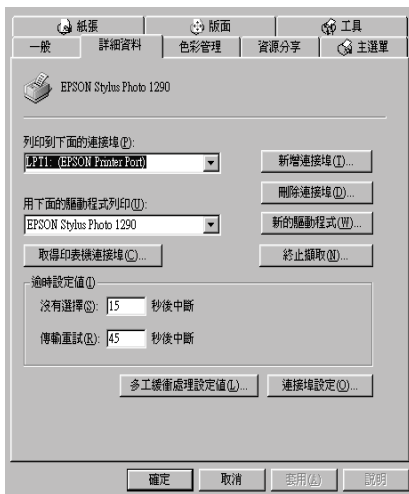 紙張 版面 工具
一般 詳細資料 色彩管理 資源分享 主選單
EPSON Stylus Photo 1290
列印到下面的連接埠(P):
LPT1: (EPSON Printer Port)
新增連接埠(T)...
刪除連接埠(D)...
用下面的驅動程式列印(U):
EPSON Stylus Photo 1290
新的驅動程式(W)...
取得印表機連接埠(C)...
終止擷取(N)...
逾時設定值(I)
沒有選擇(S): 15 秒後中斷
傳輸重試(R): 45 秒後中斷
多工緩衝處理設定值(L)...
連接埠設定(O)...
確定 取消 套用(A) 說明